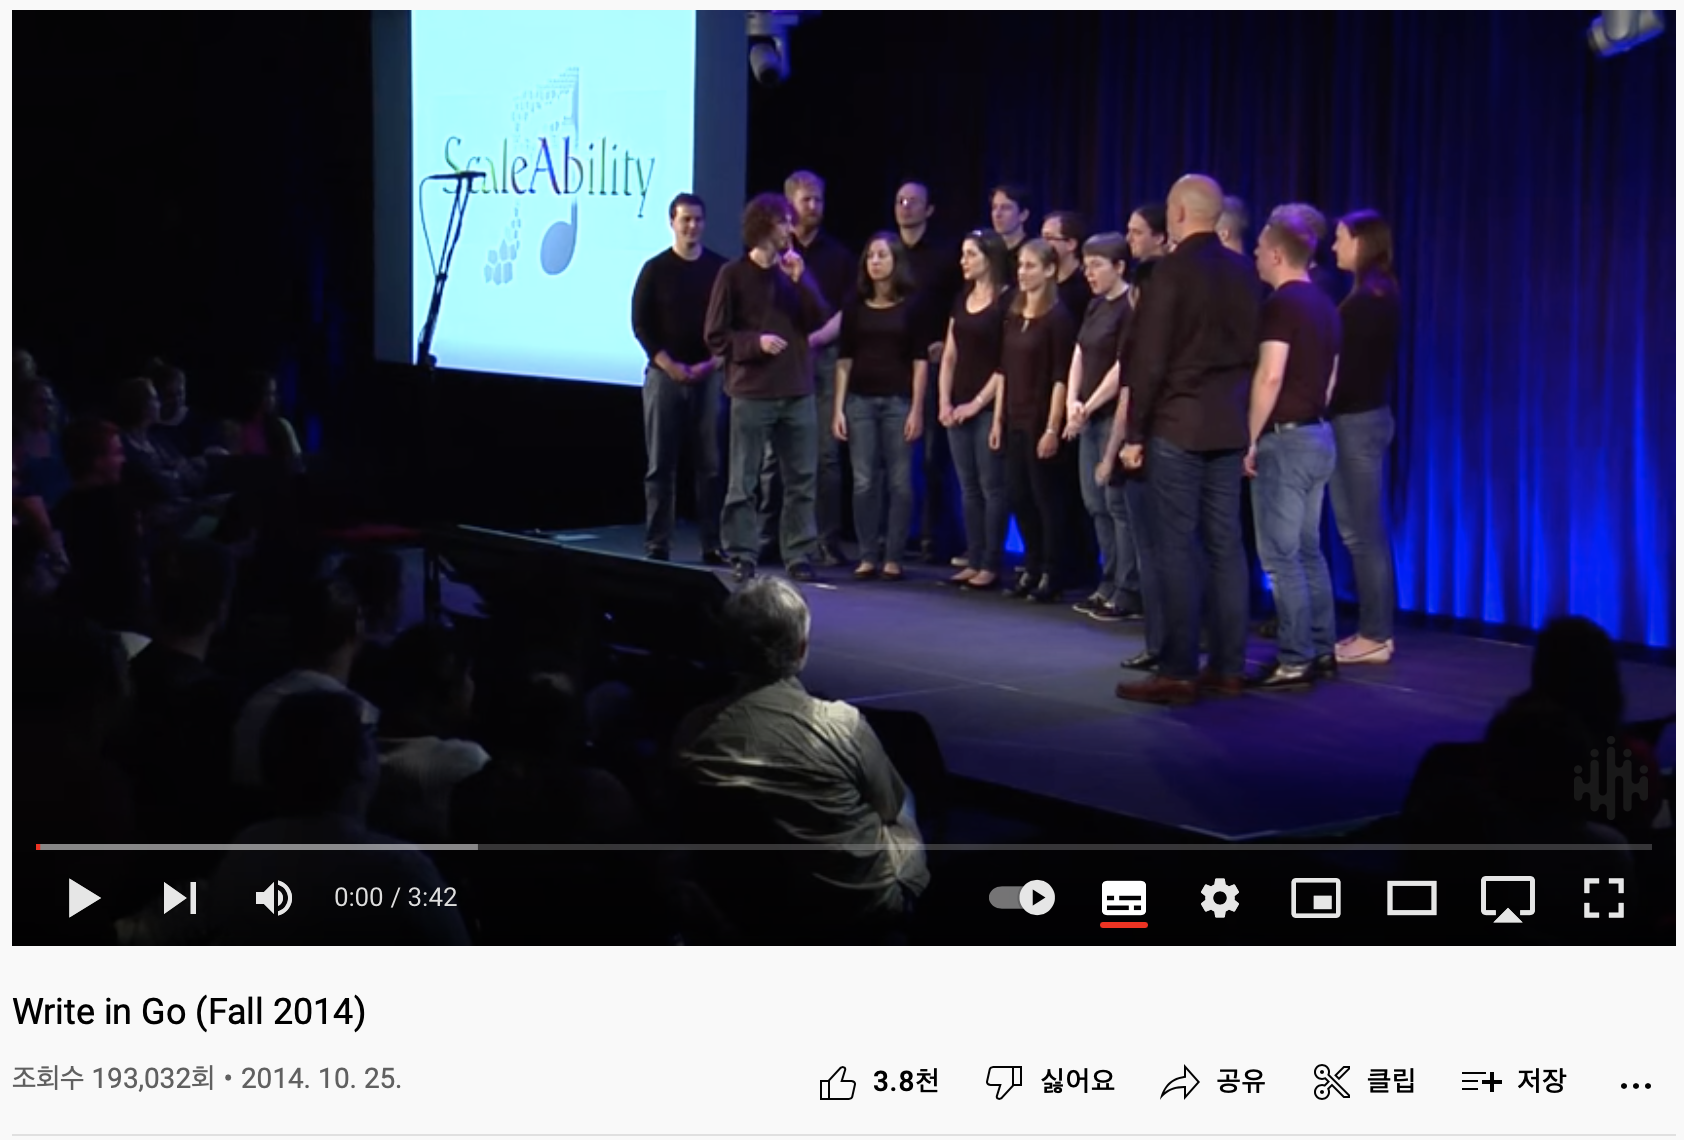 ScaleAbility
0:00 / 3:42
Write in Go (Fall 2014)
조회수 193,032회 • 2014. 10. 25.
3.8천 싫어요 공유 클립 저장